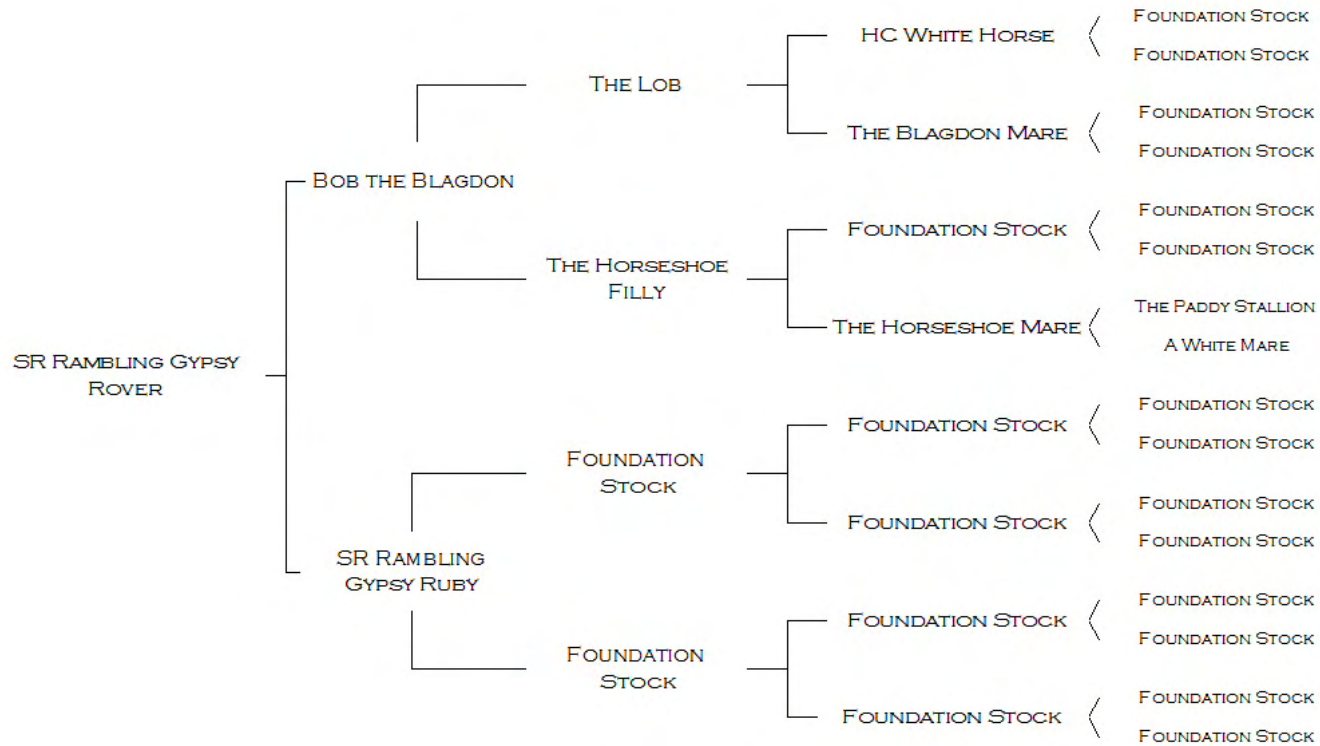 Foundation Stock
HC White Horse
Foundation Stock
The Lob
Foundation Stock
The Blagdon Mare
Foundation Stock
Bob the Blagdon
Foundation Stock
Foundation Stock
Foundation Stock
The Horseshoe
Filly
The Paddy Stallion
The Horseshoe Mare
A White Mare
SR Rambling Gypsy
Rover
Foundation Stock
Foundation Stock
Foundation Stock
Foundation
Stock
Foundation Stock
Foundation Stock
Foundation Stock
SR Rambling
Gypsy Ruby
Foundation Stock
Foundation Stock
Foundation Stock
Foundation
Stock
Foundation Stock
Foundation Stock
Foundation Stock